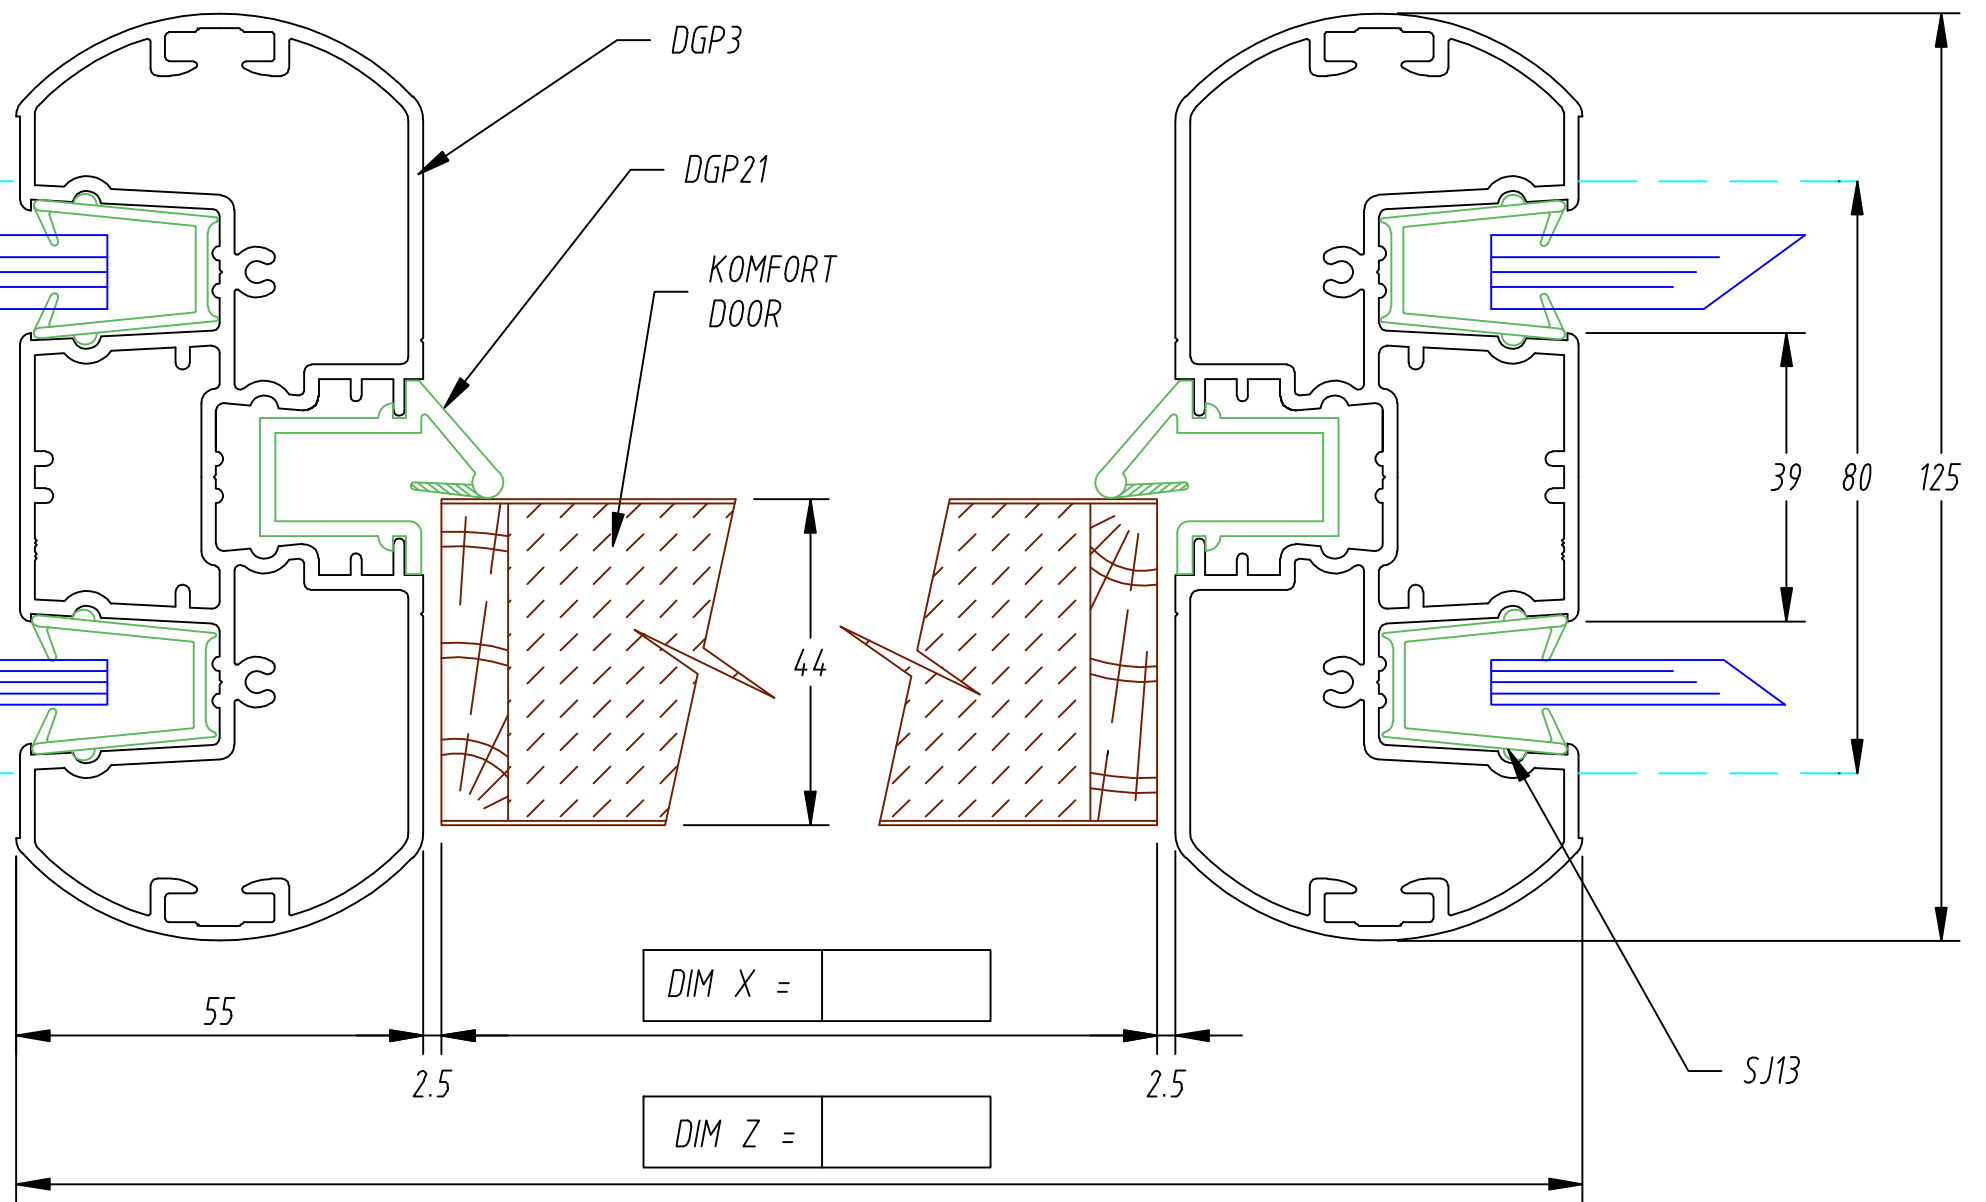 DGP3
DGP21
KOMFORT
DOOR
39
80
125
44
DIM X =
55
2.5
2.5
SJ13
DIM Z =